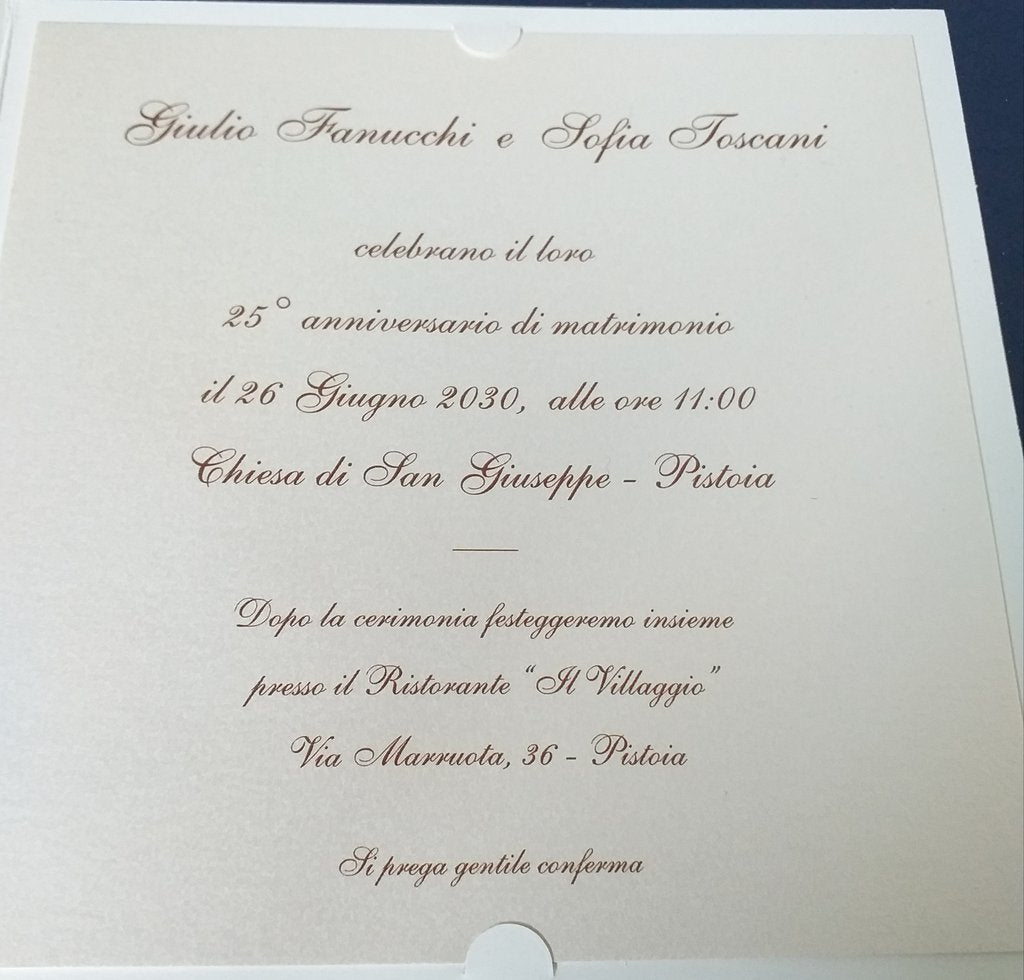 Giulio Fanucchi e Sofia Toscani
celebrano il loro
25° anniversario di matrimonio
il 26 Giugno 2030, alle ore 11:00
Chiesa di San Giuseppe - Pistoia
Dopo la cerimonia festeggeremo insieme
presso il Ristorante “Il Villaggio”
Via Marruota, 36 - Pistoia
Si prega gentile conferma